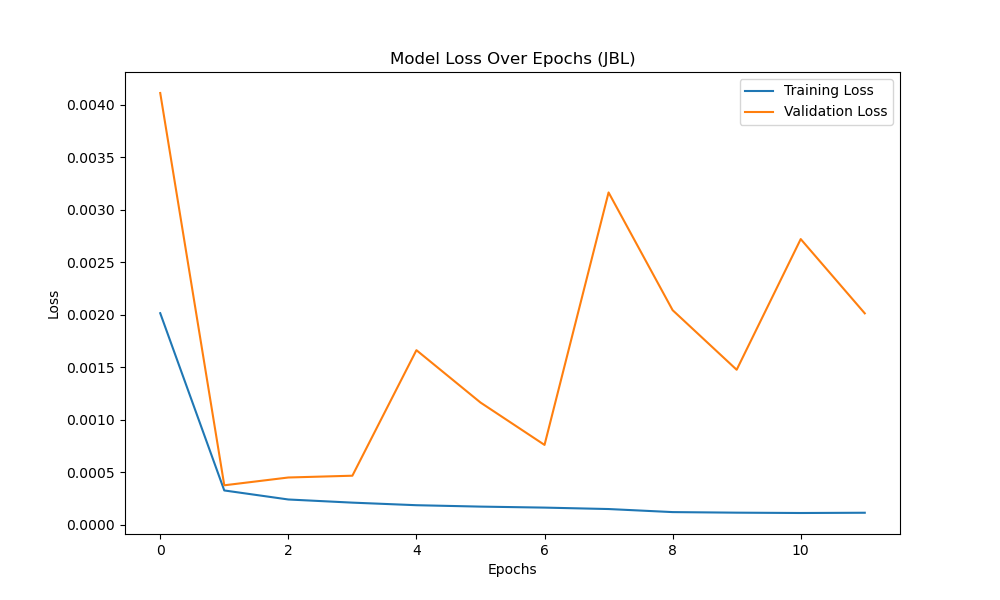 Model Loss Over Epochs (JBL)
Training Loss
Validation Loss
0.0040
0.0035
0.0030
0.0025
0.0020
0.0015
0.0010
0.0005
0.0000
Loss
0 2 4 6 8 10
Epochs